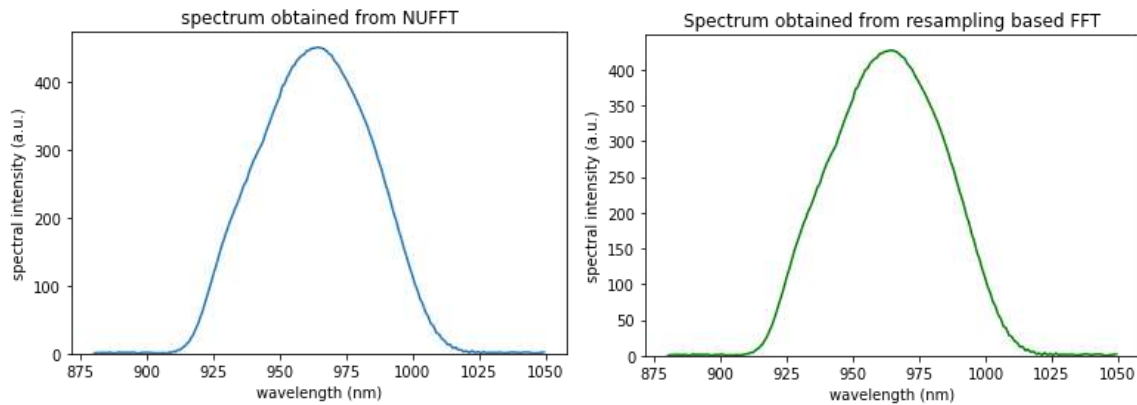 spectrum obtained from NUFFT
spectral intensity (a.u.)
400
300
200
100
0
875 900 925 950 975 1000 1025 1050
wavelength (nm)
Spectrum obtained from resampling based FFT
spectral intensity (a.u.)
400
350
300
250
200
150
100
50
0
875 900 925 950 975 1000 1025 1050
wavelength (nm)